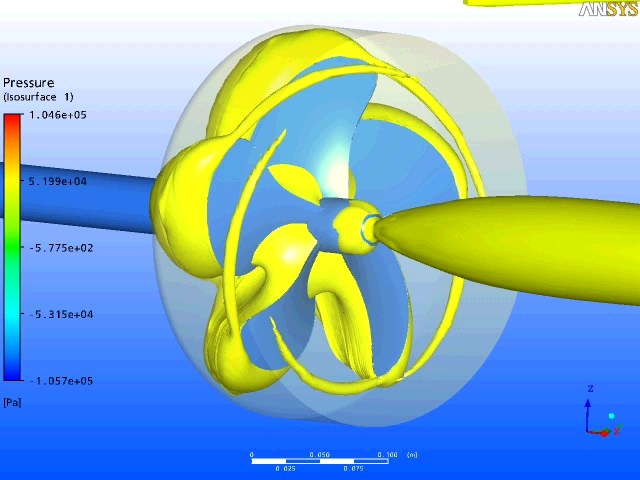 ANSYS
Pressure
(Isosurface 1)
1.046e+05
5.199e+04
-5.775e+02
-5.315e+04
-1.057e+05
[Pa]
Z
X
0 0.050 0.100 (m)
0.025 0.075